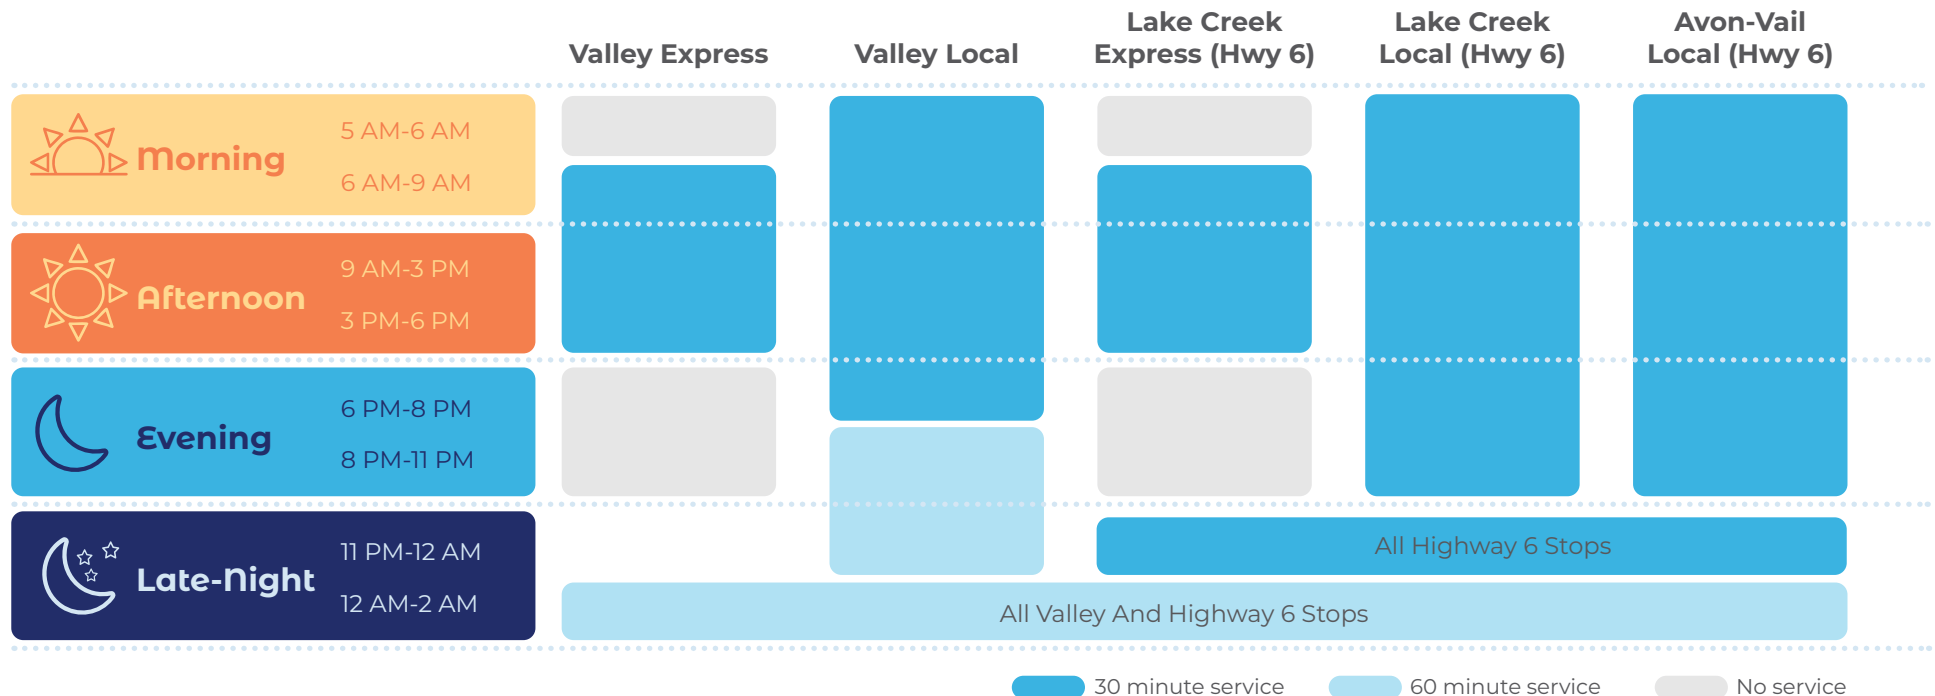 Valley Express
Valley Local
Lake Creek
Express (Hwy 6)
Lake Creek
Local (Hwy 6)
Avon-Vail
Local (Hwy 6)
Morning
5 AM-6 AM
6 AM-9 AM
Afternoon
9 AM-3 PM
3 PM-6 PM
Evening
6 PM-8 PM
8 PM-11 PM
Late-Night
11 PM-12 AM
12 AM-2 AM
All Highway 6 Stops
All Valley And Highway 6 Stops
30 minute service
60 minute service
No service